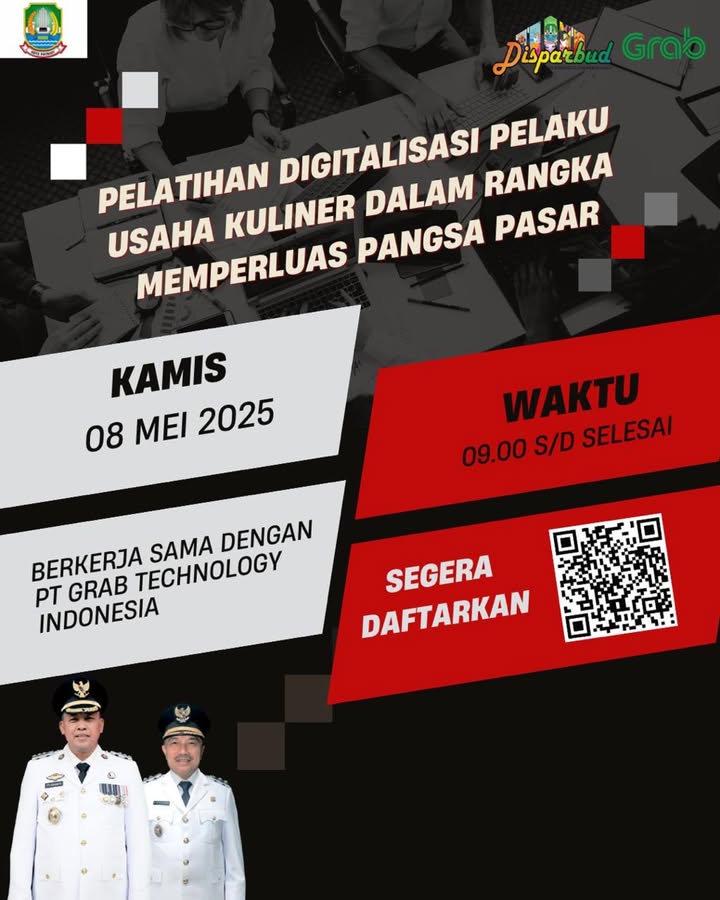 Disparbud Grab
PELATIHAN DIGITALISASI PELAKU
USAHA KULINER DALAM RANGKA
MEMPERLUAS PANGSA PASAR
KAMIS
08 MEI 2025
WAKTU
09.00 S/D SELESAI
BERKERJA SAMA DENGAN
PT GRAB TECHNOLOGY
INDONESIA
SEGERA
DAFTARKAN